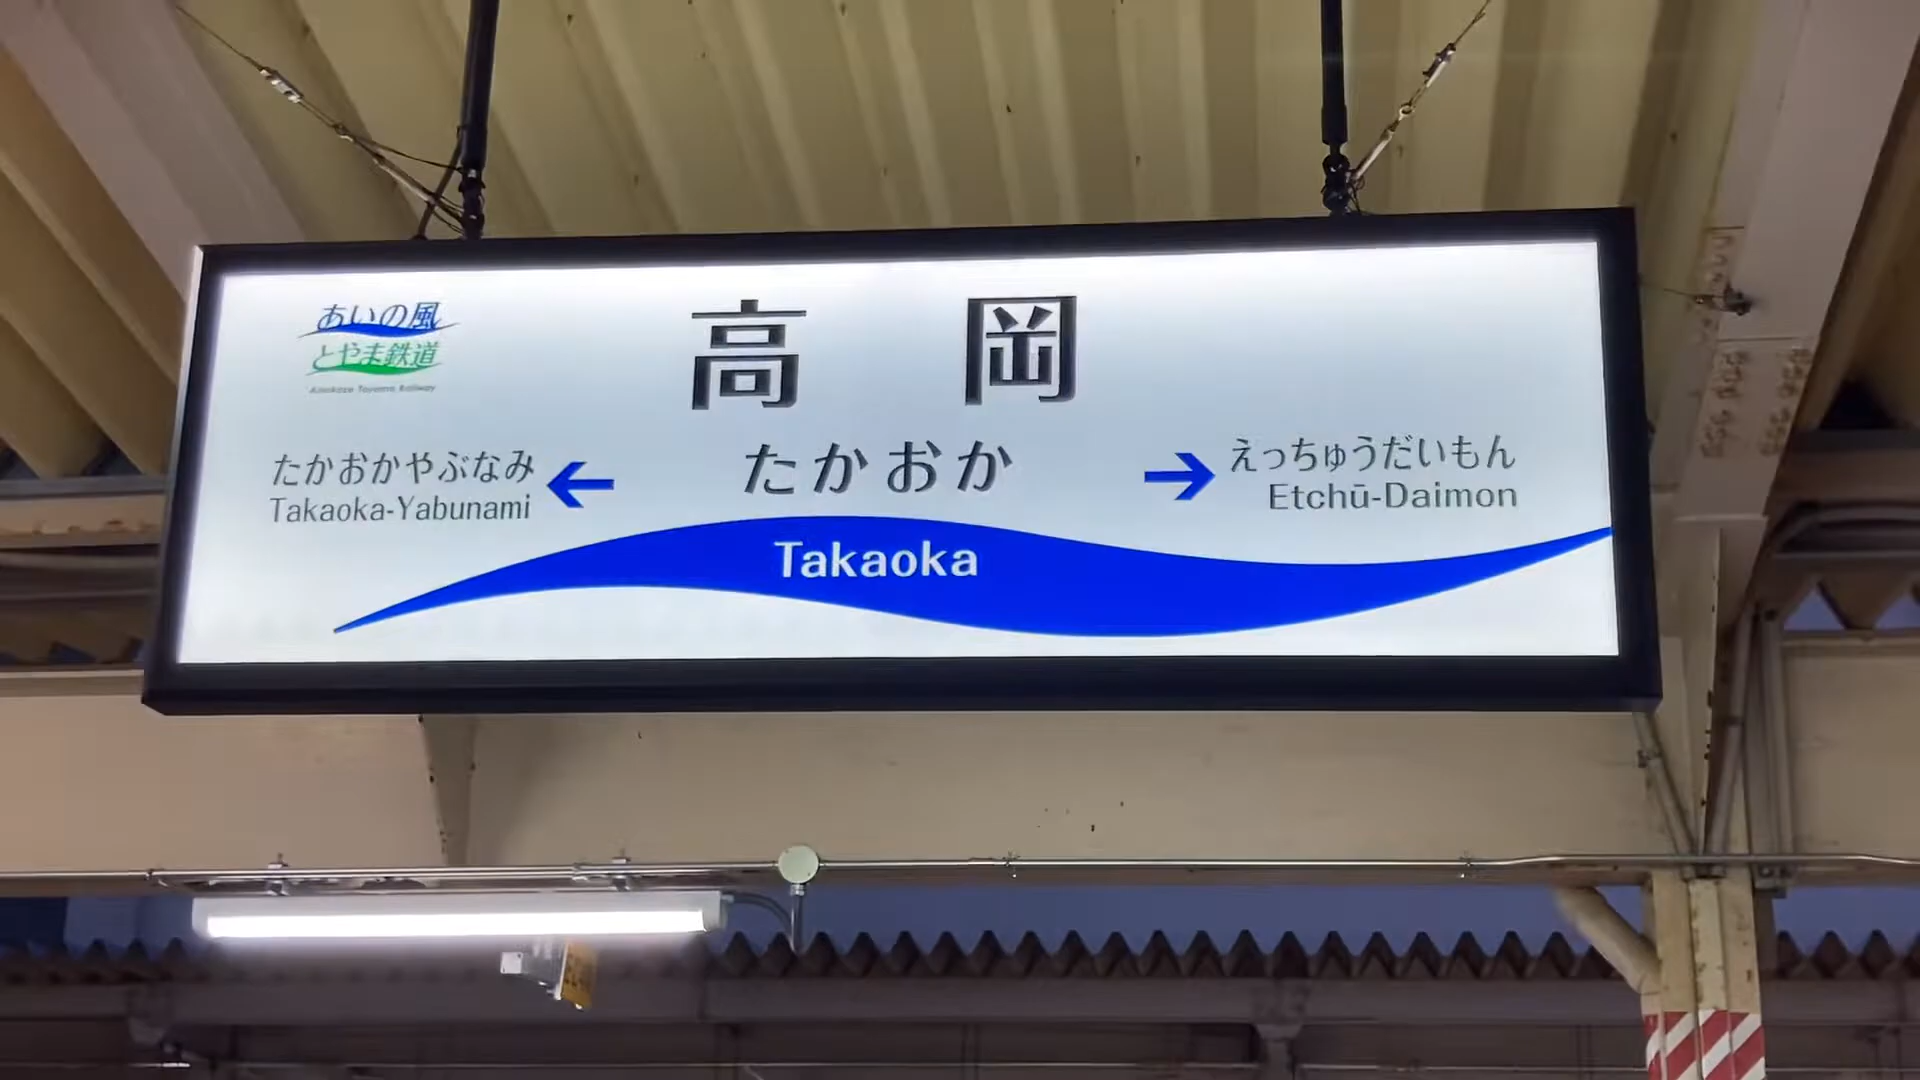 あいの風
とやま鉄道
Ainokaze Toyama Railway
高岡
たかおか
たかおかやぶなみ
Takaoka-Yabunami
えっちゅうだいもん
Etchū-Daimon
Takaoka